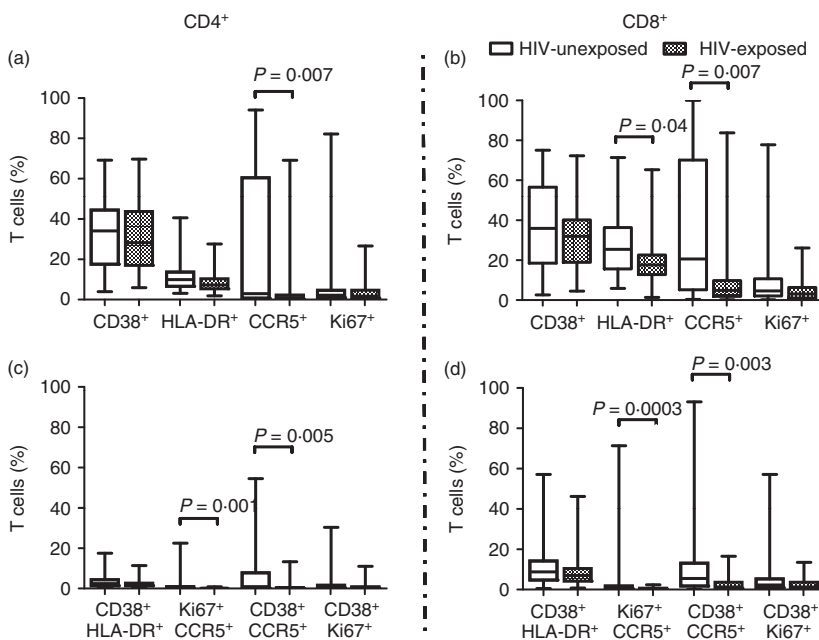 CD4⁺
CD8⁺
HIV-unexposed
HIV-exposed
(a)
P = 0·007
100
80
60
40
20
0
T cells (%)
CD38⁺ HLA-DR⁺ CCR5⁺ Ki67⁺
(b)
P = 0·007
P = 0·04
100
80
60
40
20
0
T cells (%)
CD38⁺ HLA-DR⁺ CCR5⁺ Ki67⁺
(c)
P = 0·005
P = 0·001
100
80
60
40
20
0
T cells (%)
CD38⁺ Ki67⁺ CD38⁺ CD38⁺
HLA-DR⁺ CCR5⁺ CCR5⁺ Ki67⁺
(d)
P = 0·003
P = 0·0003
100
80
60
40
20
0
T cells (%)
CD38⁺ Ki67⁺ CD38⁺ CD38⁺
HLA-DR⁺ CCR5⁺ CCR5⁺ Ki67⁺